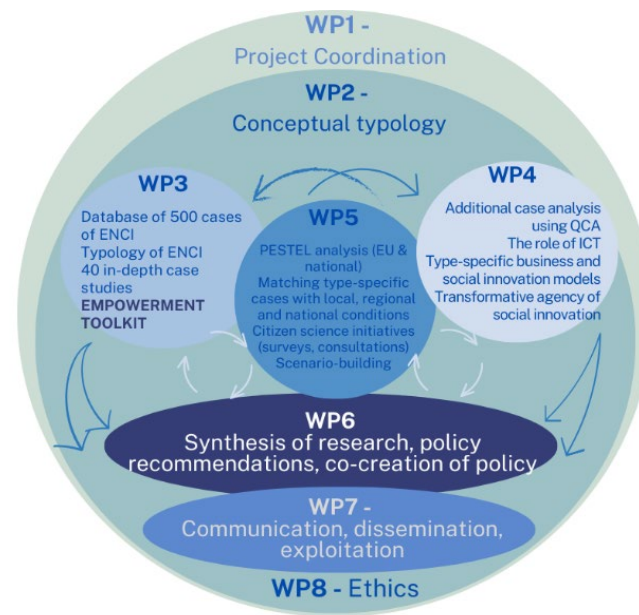 WP1 -
Project Coordination
WP2 -
Conceptual typology
WP3
Database of 500 cases
of ENCI
Typology of ENCI
40 in-depth case
studies
EMPOWERMENT
TOOLKIT
WP5
PESTEL analysis (EU &
national)
Matching type-specific
cases with local, regional
and national conditions
Citizen science initiatives
(surveys, consultations)
Scenario-building
WP4
Additional case analysis
using QCA
The role of ICT
Type-specific business and
social innovation models
Transformative agency of
social innovation
WP6
Synthesis of research, policy
recommendations, co-creation of policy
WP7 -
Communication, dissemination,
exploitation
WP8 - Ethics